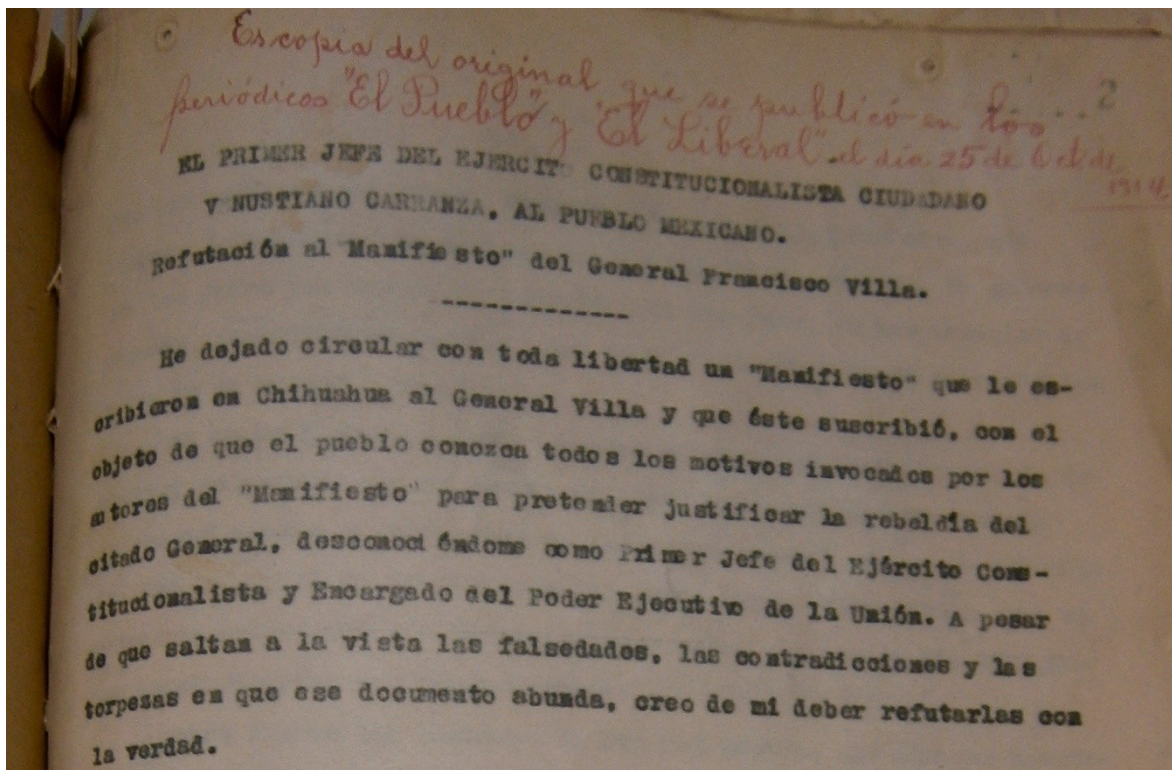 Es copia del original que se publicó en los
periódicos "El Pueblo" y "El Liberal" el día 25 de Oct. de
1914
2
EL PRIMER JEFE DEL EJERCITO CONSTITUCIONALISTA CIUDADANO
V NUSTIANO CARRANZA, AL PUEBLO MEXICANO.
Refutación al "Manifie sto" del General Francisco Villa.
--------------
He dejado circular con toda libertad un "Manifiesto" que le es-
cribieron en Chihuahua al General Villa y que éste suscribió, con el
objeto de que el pueblo conozca todos los motivos invocados por los
autores del "Manifiesto" para pretender justificar la rebeldía del
citado General, desconoci éndome como Primer Jefe del Ejército Cons-
titucionalista y Encargado del Poder Ejecutivo de la Unión. A pesar
de que saltan a la vista las falsedades, las contradicciones y las
torpezas en que ese documento abunda, creo de mi deber refutarlas con
la verdad.